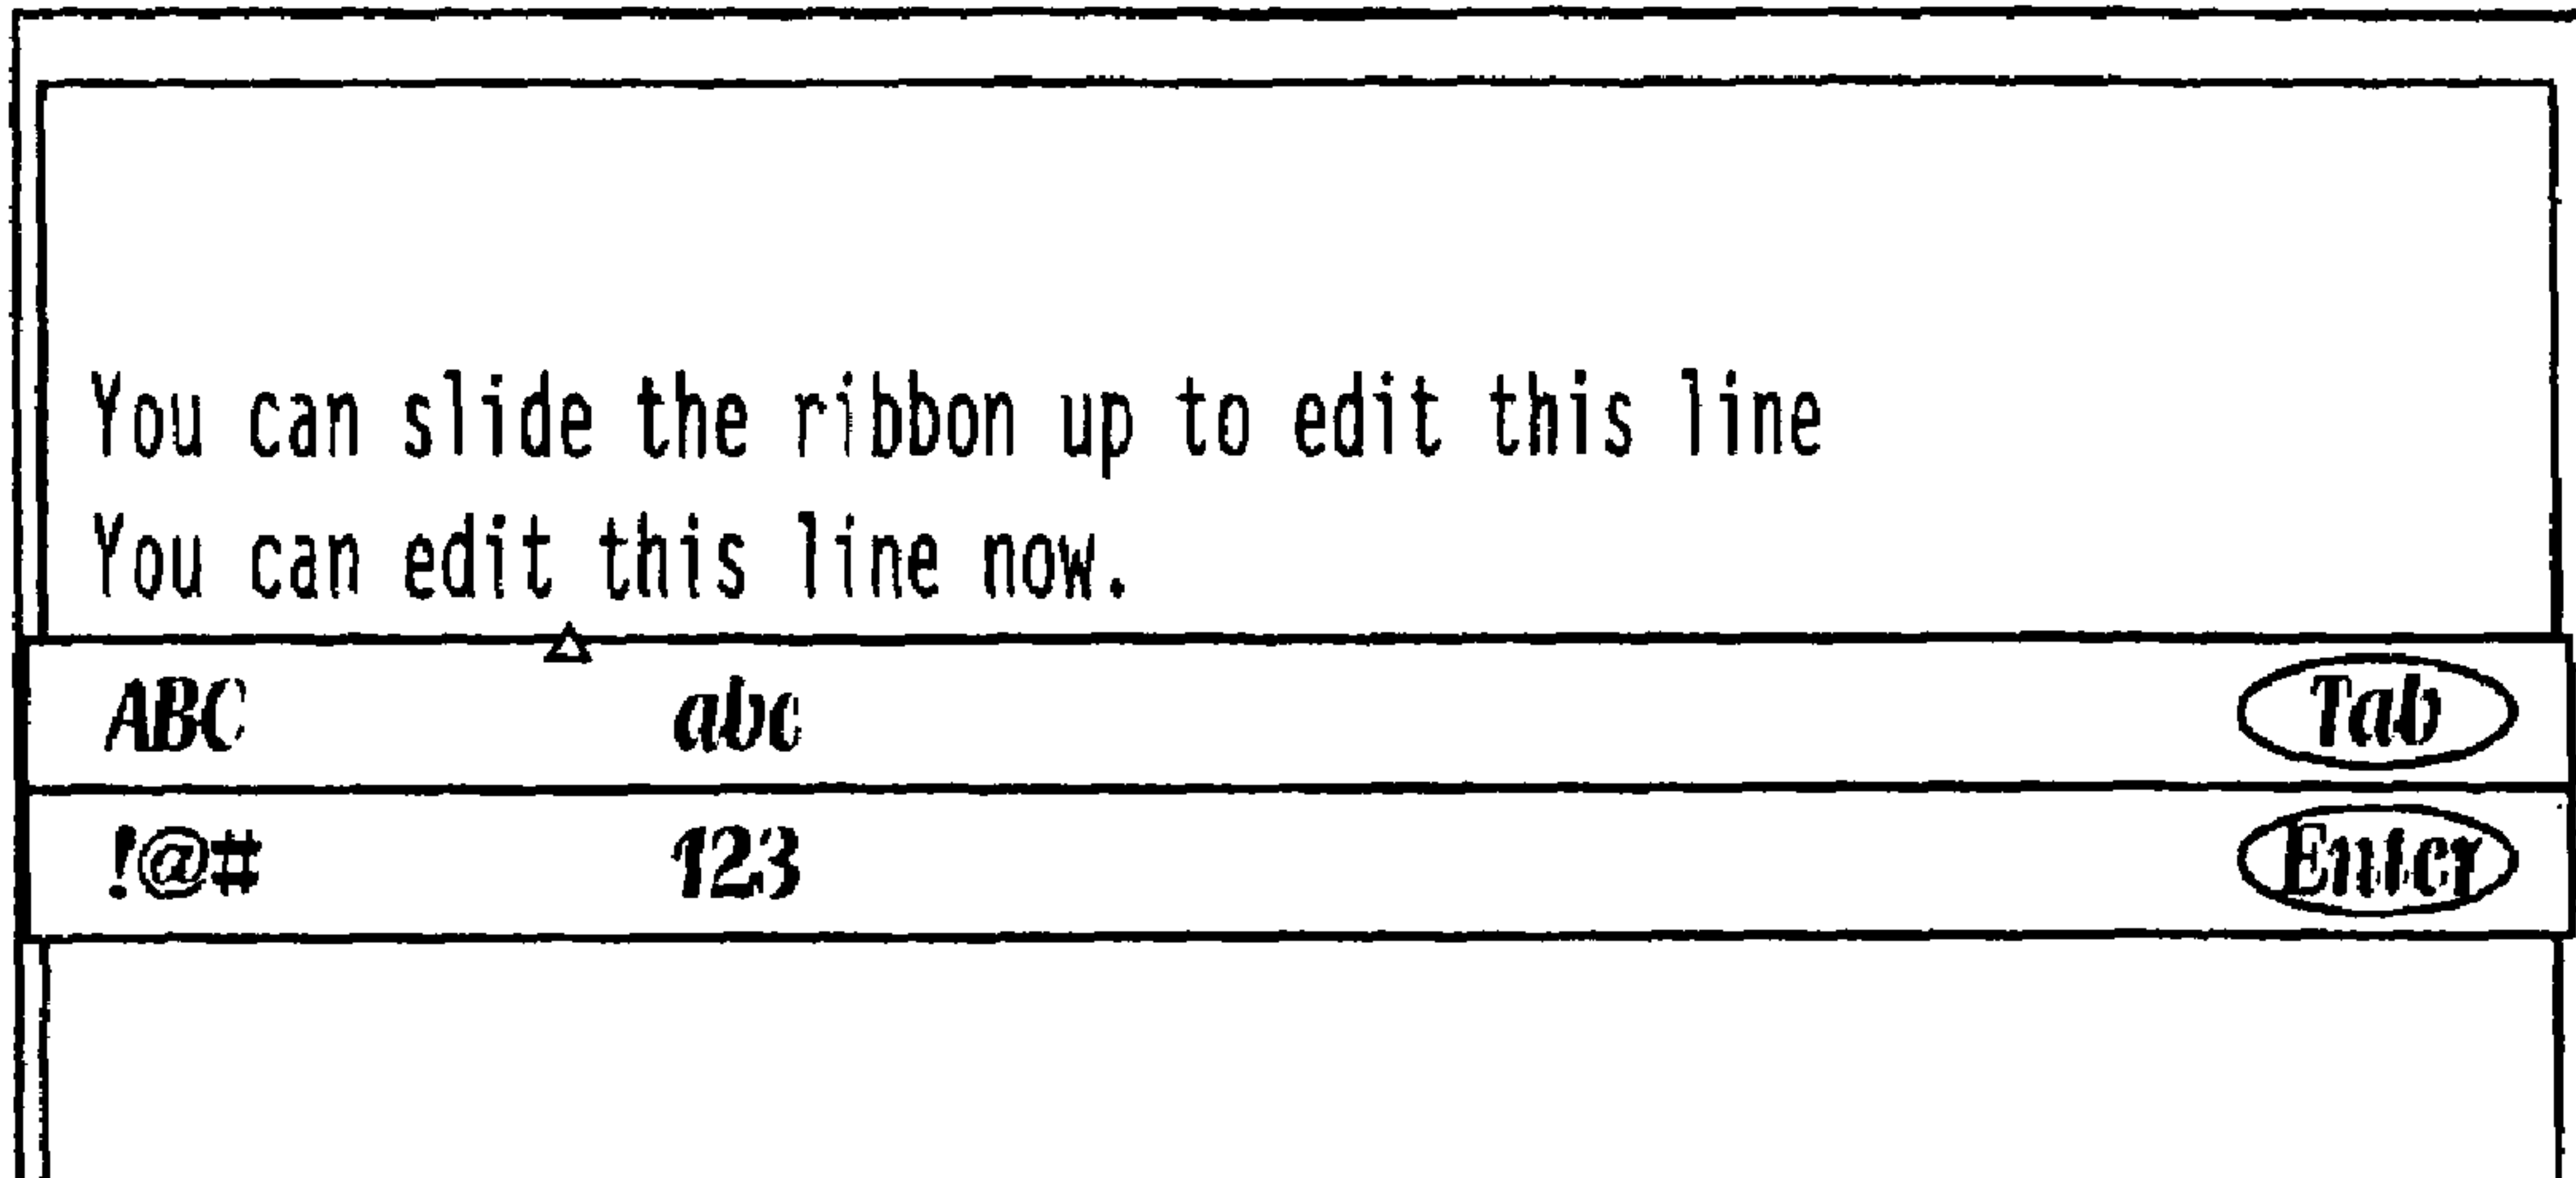 You can slide the ribbon up to edit this line
You can edit this line now.
ABC abc Tab
!@# 123 Enter